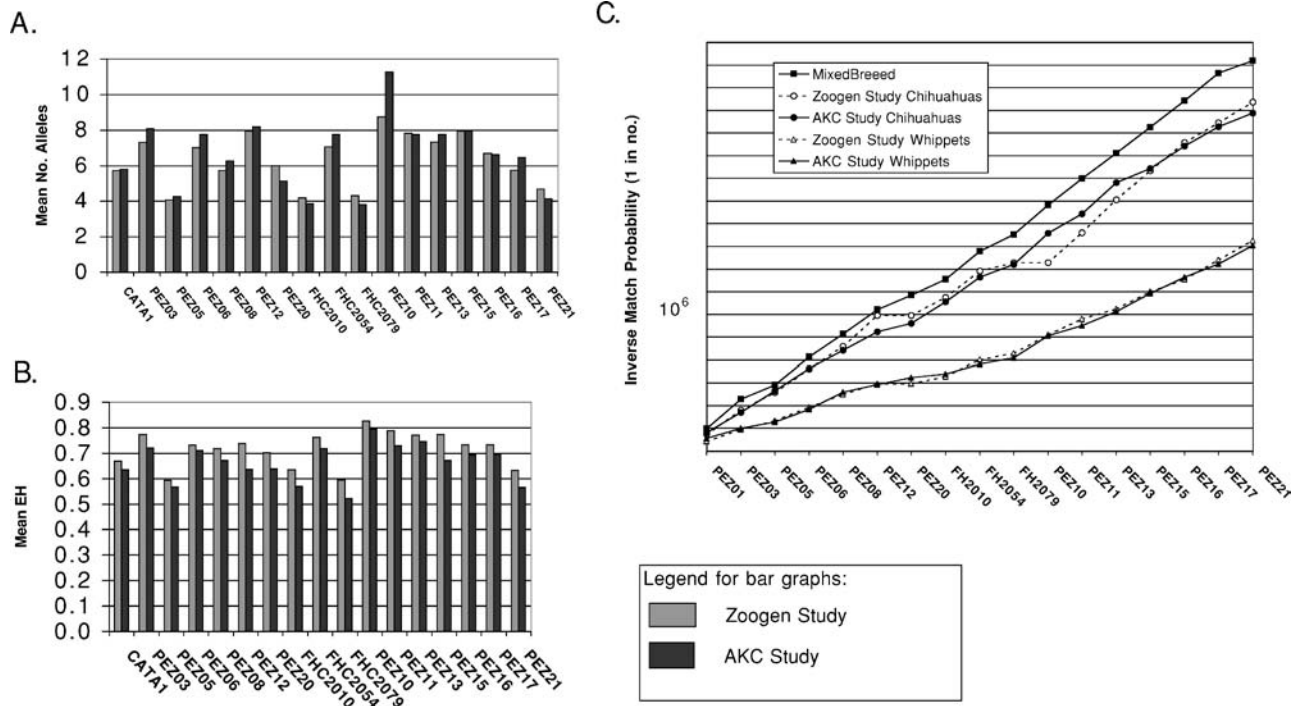 A.
Mean No. Alleles
12
10
8
6
4
2
0
CATA1
PEZ03
PEZ05
PEZ06
PEZ08
PEZ12
PEZ20
FHC2010
FHC2054
FHC2079
PEZ10
PEZ11
PEZ13
PEZ15
PEZ16
PEZ17
PEZ21
B.
Mean EH
0.9
0.8
0.7
0.6
0.5
0.4
0.3
0.2
0.1
0.0
CATA1
PEZ03
PEZ05
PEZ06
PEZ08
PEZ12
PEZ20
FHC2010
FHC2054
FHC2079
PEZ10
PEZ11
PEZ13
PEZ15
PEZ16
PEZ17
PEZ21
C.
Inverse Match Probability (1 in no.)
10⁶
MixedBreeed
Zoogen Study Chihuahuas
AKC Study Chihuahuas
Zoogen Study Whippets
AKC Study Whippets
PEZ01
PEZ03
PEZ05
PEZ06
PEZ08
PEZ12
PEZ20
FH2010
FH2054
FH2079
PEZ10
PEZ11
PEZ13
PEZ15
PEZ16
PEZ17
PEZ21
Legend for bar graphs:
Zoogen Study
AKC Study